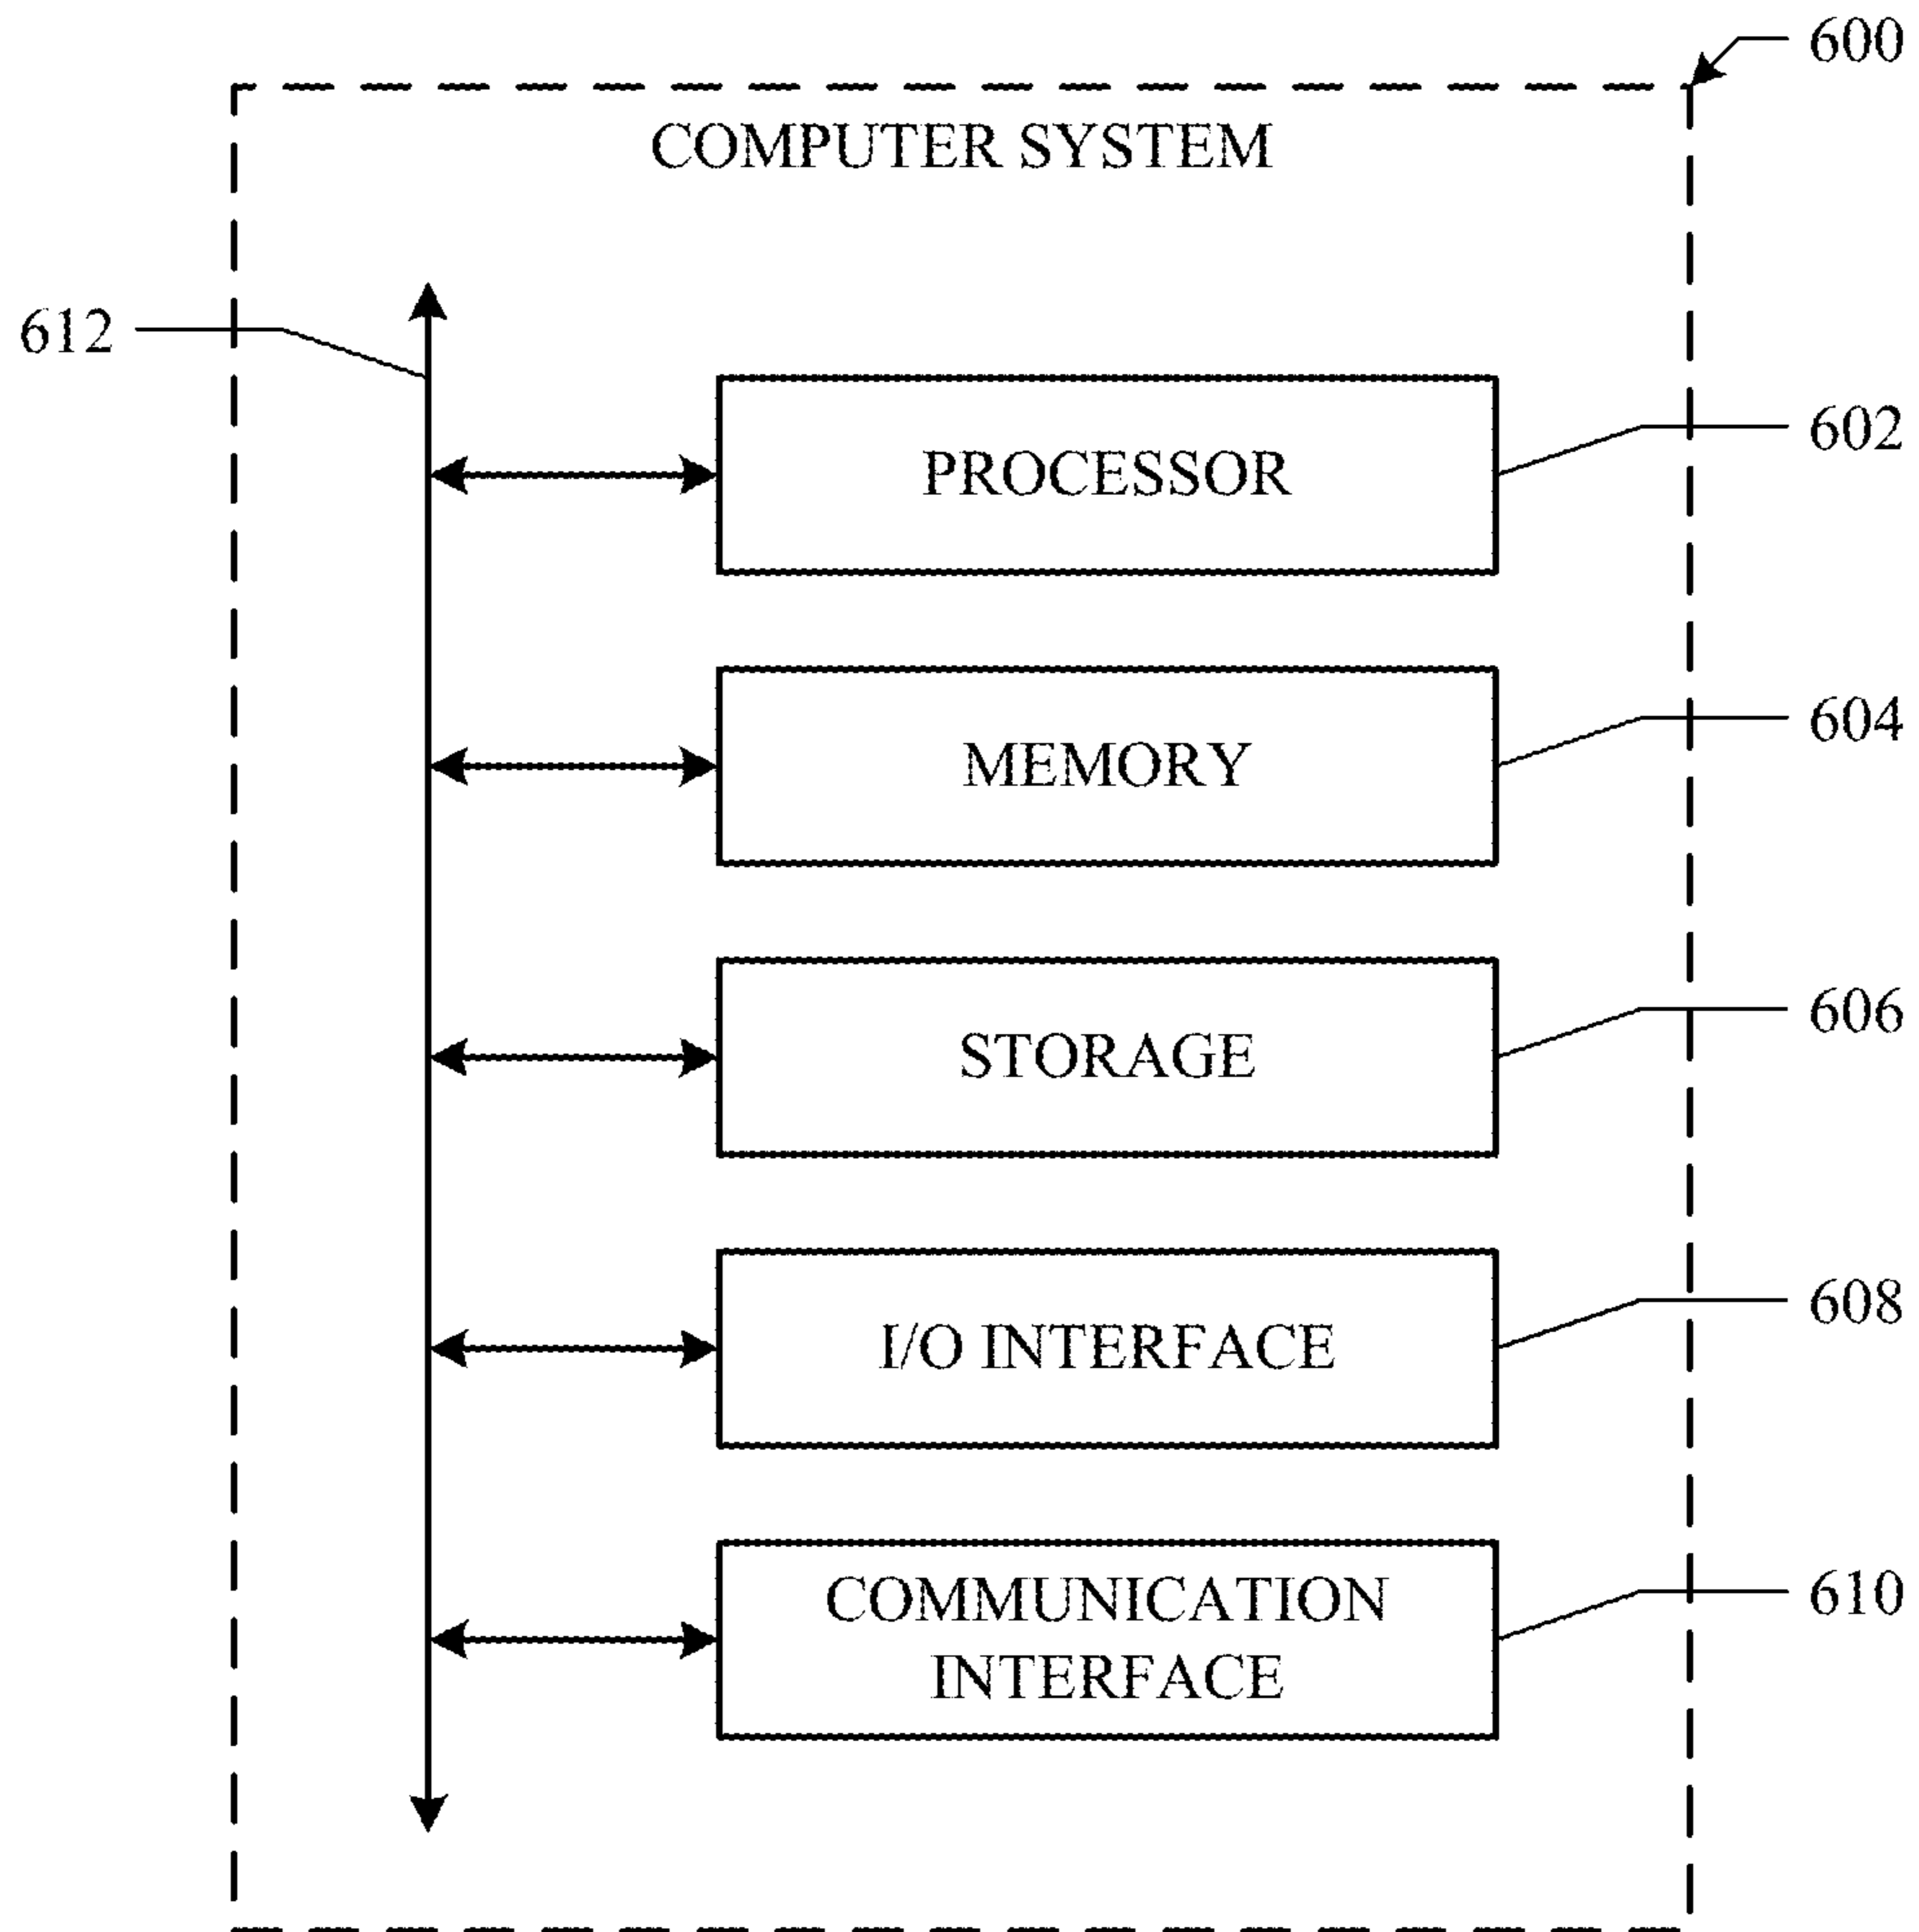 600
COMPUTER SYSTEM
612
PROCESSOR
602
MEMORY
604
STORAGE
606
I/O INTERFACE
608
COMMUNICATION
INTERFACE
610